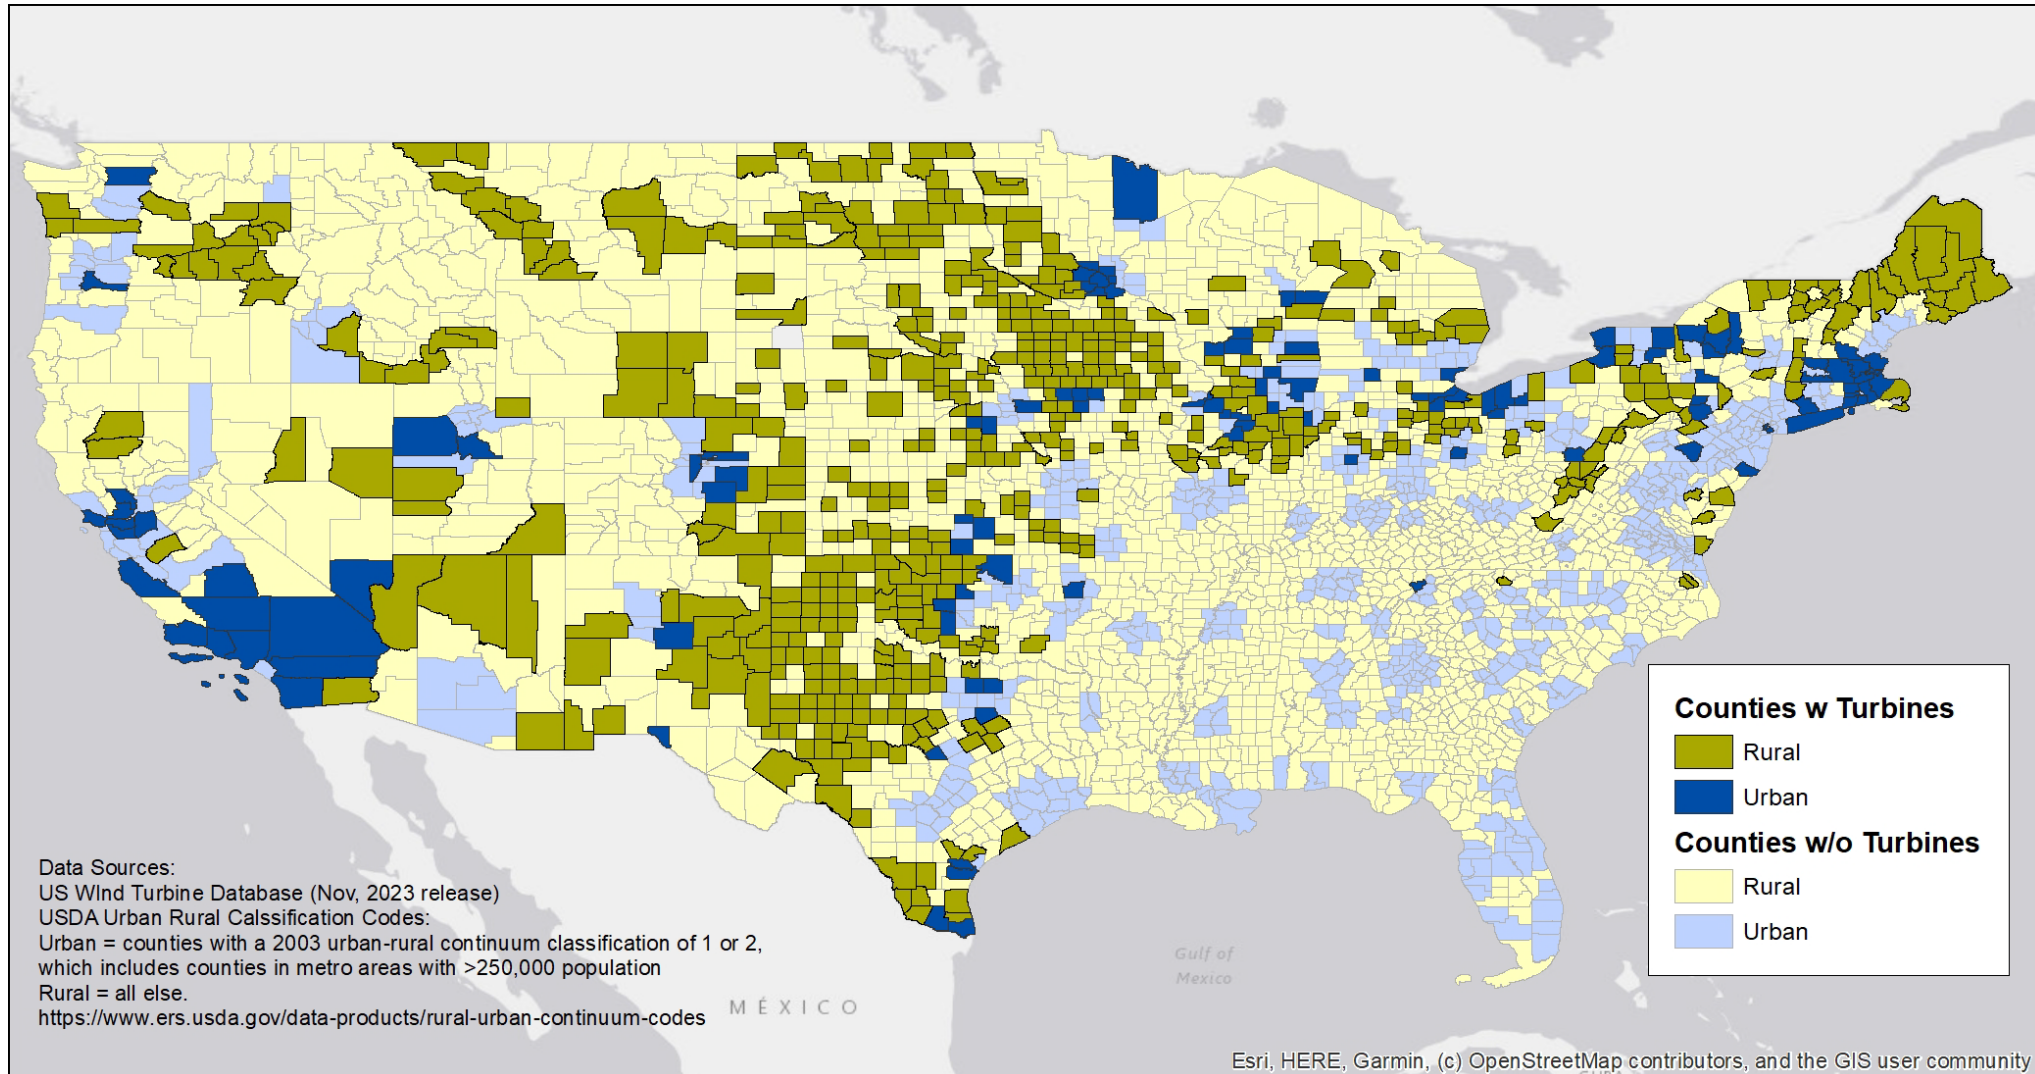 Counties w Turbines
Rural
Urban
Counties w/o Turbines
Rural
Urban
Data Sources:
US WInd Turbine Database (Nov, 2023 release)
USDA Urban Rural Calssification Codes:
Urban = counties with a 2003 urban-rural continuum classification of 1 or 2,
which includes counties in metro areas with >250,000 population
Rural = all else.
https://www.ers.usda.gov/data-products/rural-urban-continuum-codes
MÉXICO
Gulf of
Mexico
Esri, HERE, Garmin, (c) OpenStreetMap contributors, and the GIS user community